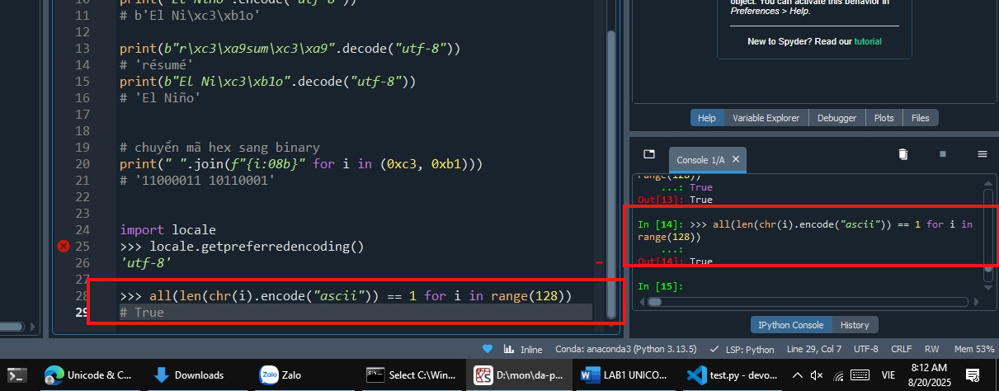 object. You can activate this behavior in
Preferences > Help.
New to Spyder? Read our tutorial
10 print("El Niño".encode("utf-8"))
11 # b'El Ni\xc3\xb1o'
12
13 print(b"r\xc3\xa9sum\xc3\xa9".decode("utf-8"))
14 # 'résumé'
15 print(b"El Ni\xc3\xb1o".decode("utf-8"))
16 # 'El Niño'
17
18
19 # chuyển mã hex sang binary
20 print(" ".join(f"{i:08b}" for i in (0xc3, 0xb1)))
21 # '11000011 10110001'
22
23
24 import locale
25 >>> locale.getpreferredencoding()
26 'utf-8'
27
28 >>> all(len(chr(i).encode("ascii")) == 1 for i in range(128))
29 # True
Help Variable Explorer Debugger Plots Files
Console 1/A
range(128))
...: True
Out[13]: True
In [14]: >>> all(len(chr(i).encode("ascii")) == 1 for i in
range(128))
...:
Out[14]: True
In [15]:
IPython Console History
Inline Conda: anaconda3 (Python 3.13.5) LSP: Python Line 29, Col 7 UTF-8 CRLF RW Mem 53%
Unicode & C... Downloads Zalo Zalo Select C:\Win... D:\mon\da-p... W LAB1 UNICO... test.py - devo... VIE 8:12 AM
8/20/2025